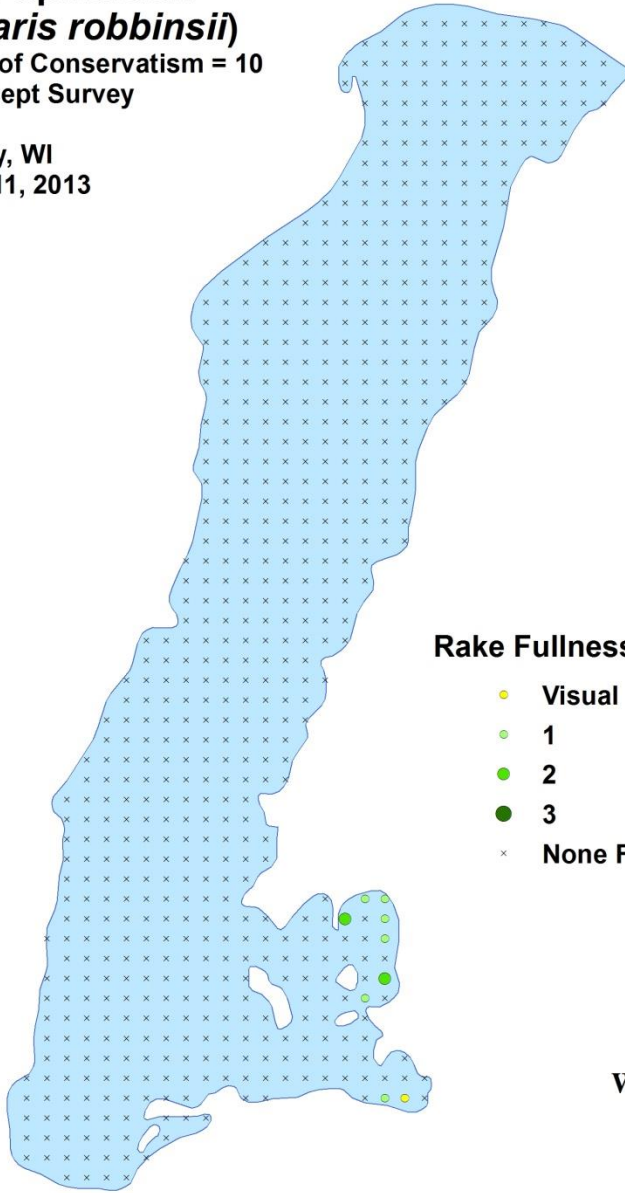 aris robbinsii)
of Conservatism = 10
ept Survey
y, WI
11, 2013
Rake Fullness
Visual
1
2
3
None F